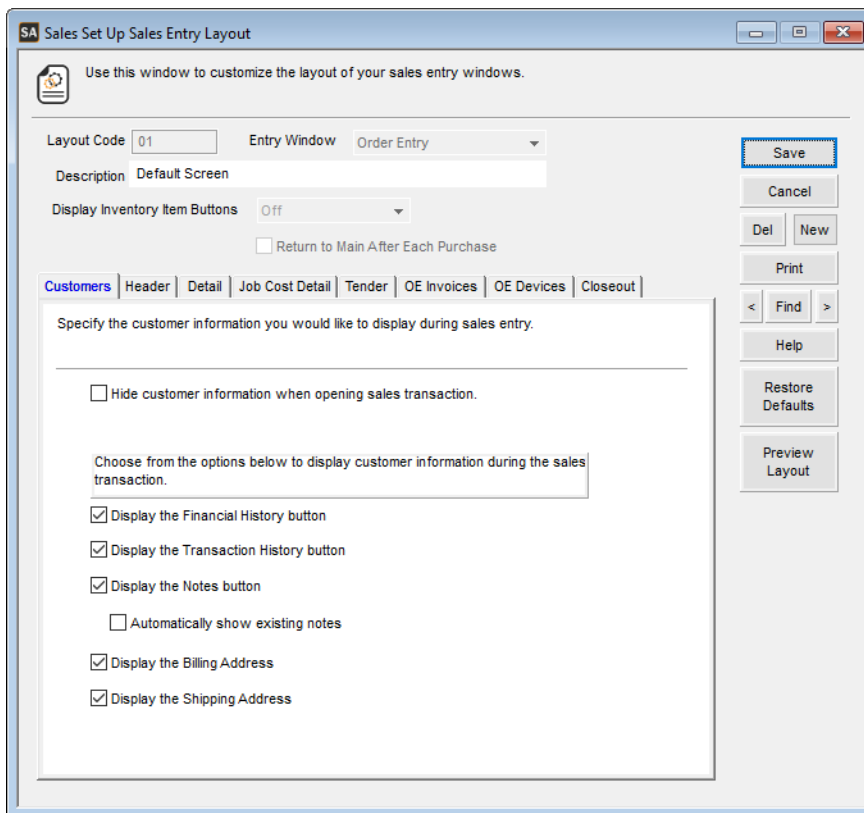 SA Sales Set Up Sales Entry Layout
Use this window to customize the layout of your sales entry windows.
Layout Code 01 Entry Window Order Entry
Description Default Screen
Display Inventory Item Buttons Off
Return to Main After Each Purchase
Save
Cancel
Del New
Print
< Find >
Help
Restore
Defaults
Preview
Layout
Customers Header Detail Job Cost Detail Tender OE Invoices OE Devices Closeout
Specify the customer information you would like to display during sales entry.
Hide customer information when opening sales transaction.
Choose from the options below to display customer information during the sales
transaction.
Display the Financial History button
Display the Transaction History button
Display the Notes button
Automatically show existing notes
Display the Billing Address
Display the Shipping Address